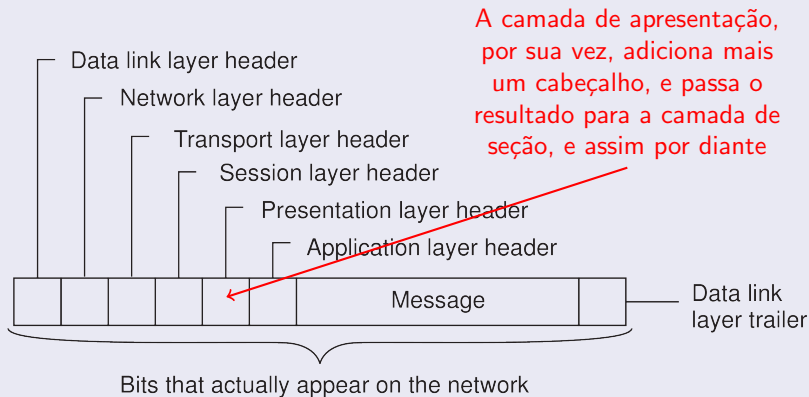 A camada de apresentação,
por sua vez, adiciona mais
um cabeçalho, e passa o
resultado para a camada de
seção, e assim por diante
Data link layer header
Network layer header
Transport layer header
Session layer header
Presentation layer header
Application layer header
Message
Data link
layer trailer
Bits that actually appear on the network